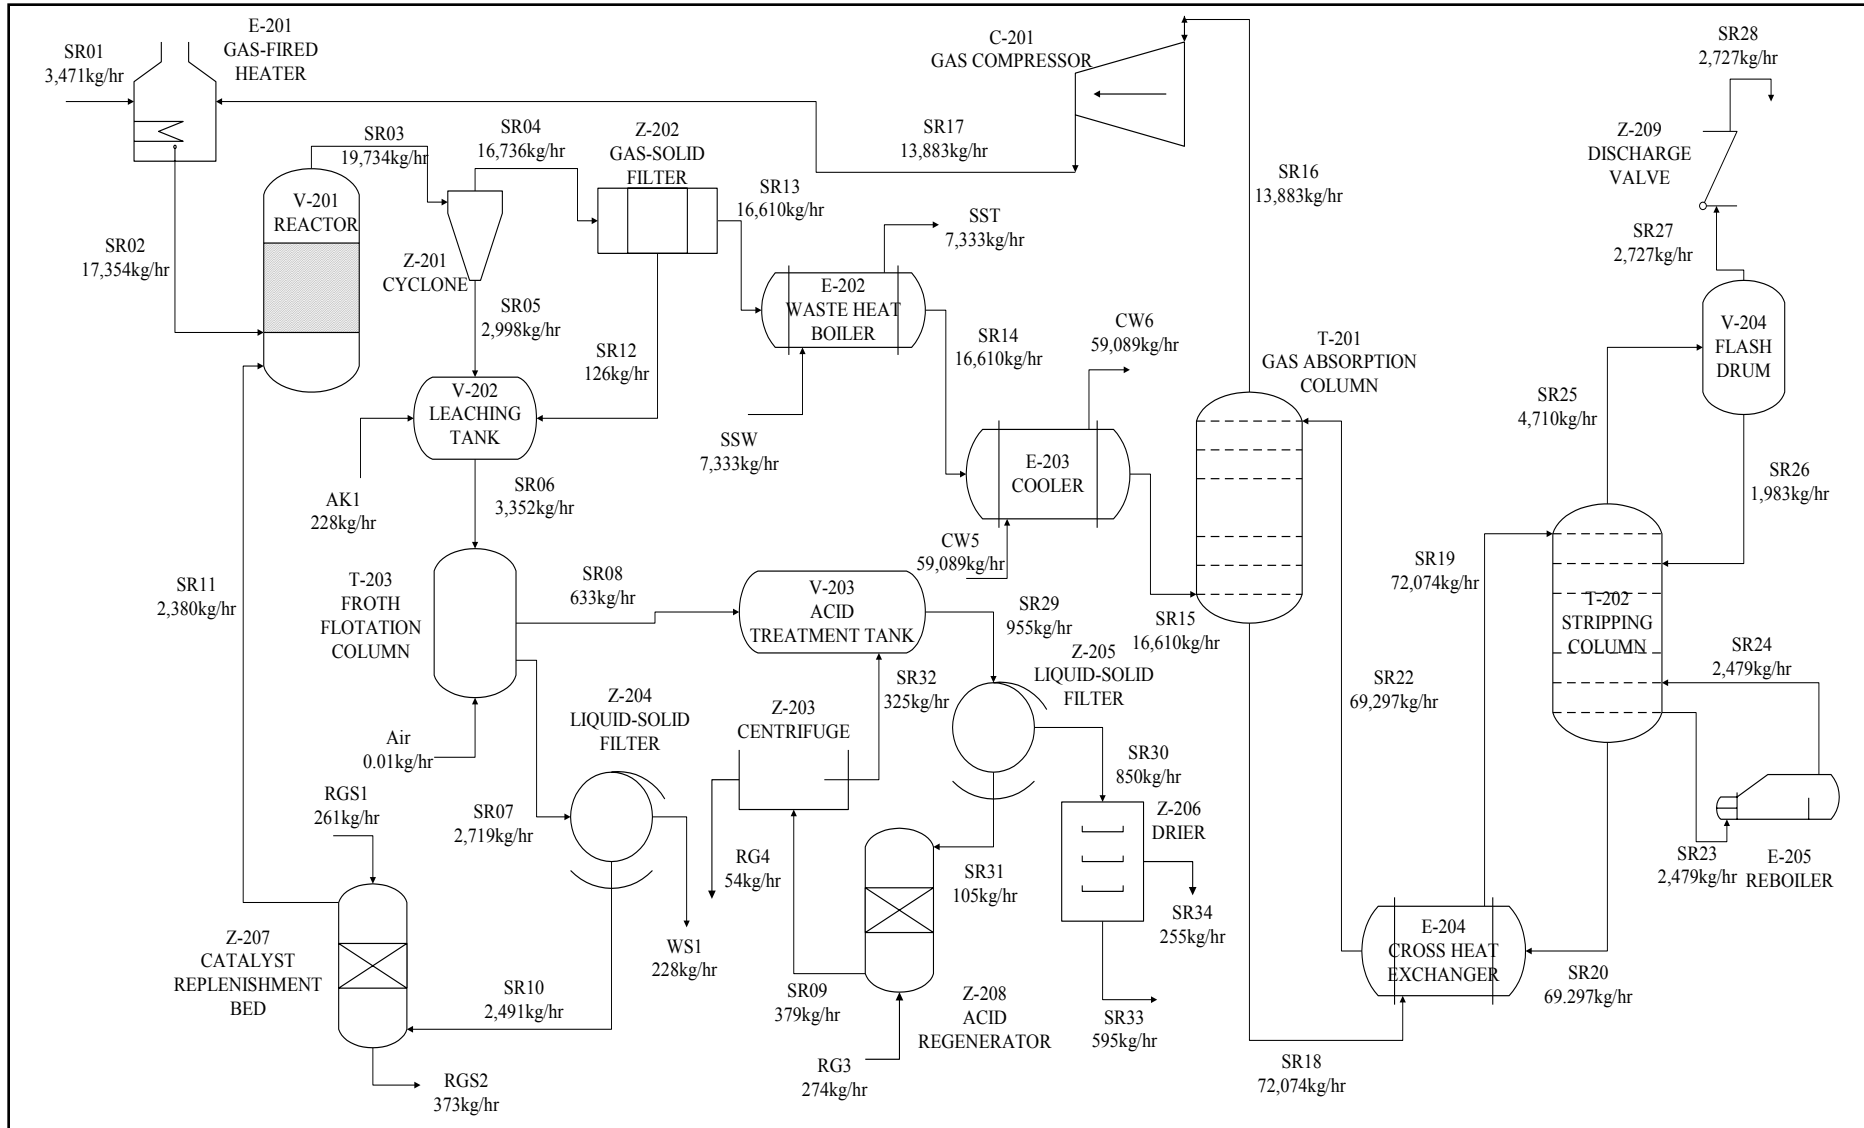 E-201
GAS-FIRED
HEATER
SR01
3,471kg/hr
C-201
GAS COMPRESSOR
SR28
2,727kg/hr
SR03
19,734kg/hr
SR04
16,736kg/hr
Z-202
GAS-SOLID
FILTER
SR17
13,883kg/hr
Z-209
DISCHARGE
VALVE
SR16
13,883kg/hr
SR13
16,610kg/hr
V-201
REACTOR
SR02
17,354kg/hr
Z-201
CYCLONE
SST
7,333kg/hr
SR27
2,727kg/hr
E-202
WASTE HEAT
BOILER
SR05
2,998kg/hr
SR12
126kg/hr
SR14
16,610kg/hr
CW6
59,089kg/hr
T-201
GAS ABSORPTION
COLUMN
V-204
FLASH
DRUM
V-202
LEACHING
TANK
SR25
4,710kg/hr
SSW
7,333kg/hr
E-203
COOLER
SR26
1,983kg/hr
AK1
228kg/hr
SR06
3,352kg/hr
CW5
59,089kg/hr
SR19
72,074kg/hr
SR11
2,380kg/hr
T-203
FROTH
FLOTATION
COLUMN
SR08
633kg/hr
V-203
ACID
TREATMENT TANK
SR29
955kg/hr
SR15
16,610kg/hr
T-202
STRIPPING
COLUMN
SR24
2,479kg/hr
Z-205
LIQUID-SOLID
FILTER
SR32
325kg/hr
SR22
69,297kg/hr
Z-204
LIQUID-SOLID
FILTER
Z-203
CENTRIFUGE
Air
0.01kg/hr
SR30
850kg/hr
RGS1
261kg/hr
SR07
2,719kg/hr
Z-206
DRIER
RG4
54kg/hr
SR31
105kg/hr
SR23
2,479kg/hr
E-205
REBOILER
SR34
255kg/hr
E-204
CROSS HEAT
EXCHANGER
Z-207
CATALYST
REPLENISHMENT
BED
WS1
228kg/hr
SR10
2,491kg/hr
SR09
379kg/hr
Z-208
ACID
REGENERATOR
SR33
595kg/hr
SR20
69.297kg/hr
RG3
274kg/hr
SR18
72,074kg/hr
RGS2
373kg/hr